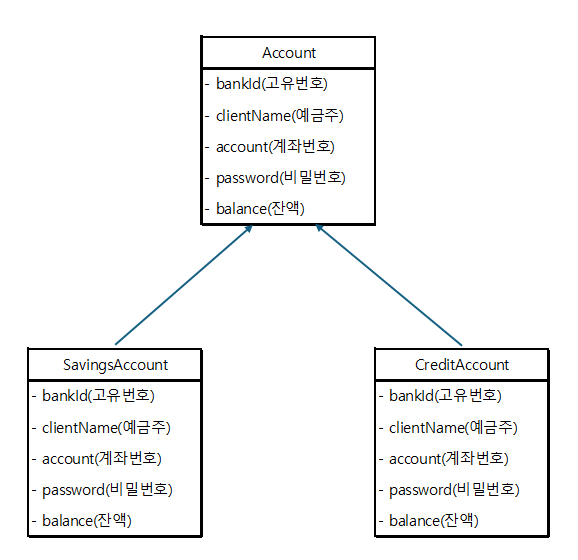 Account
- bankId(고유번호)
- clientName(예금주)
- account(계좌번호)
- password(비밀번호)
- balance(잔액)
SavingsAccount
- bankId(고유번호)
- clientName(예금주)
- account(계좌번호)
- password(비밀번호)
- balance(잔액)
CreditAccount
- bankId(고유번호)
- clientName(예금주)
- account(계좌번호)
- password(비밀번호)
- balance(잔액)